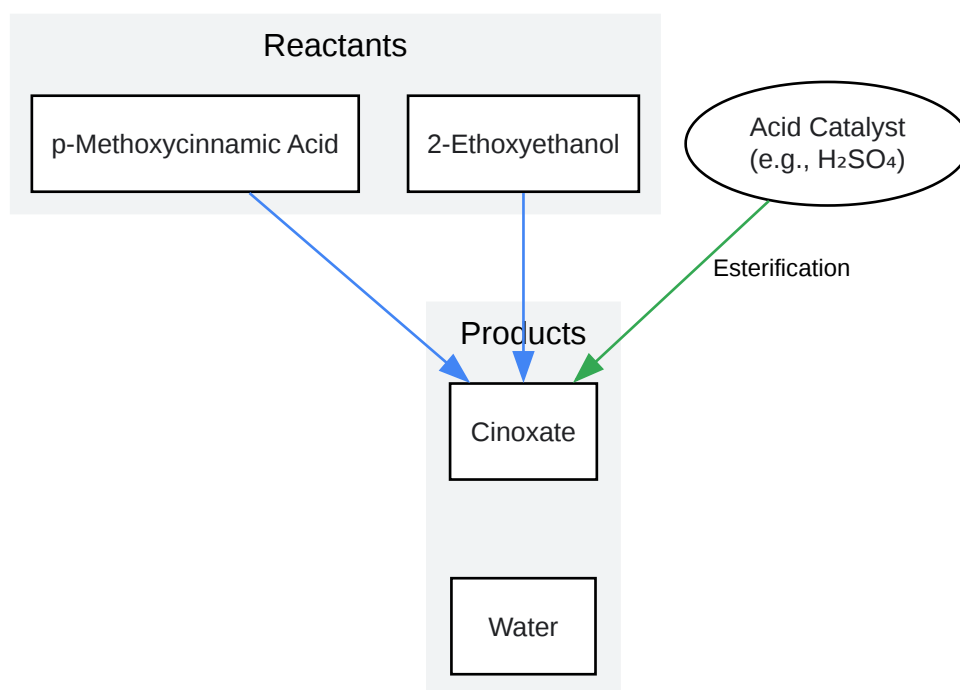 Reactants
p-Methoxycinnamic Acid
2-Ethoxyethanol
Acid Catalyst
(e.g., H₂SO₄)
Esterification
Products
Cinoxate
Water